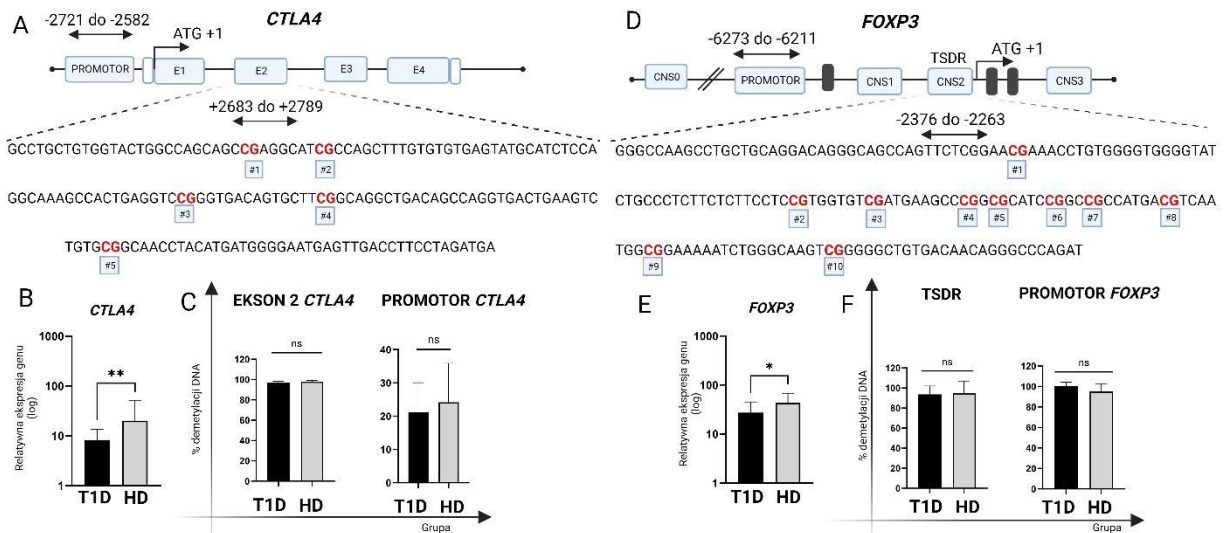 A
CTLA4
-2721 do -2582
ATG +1
PROMOTOR
E1
E2
E3
E4
+2683 do +2789
GCCTGCTGTGGTACTGGCCAGCAGCCGAGGCATCGCCAGCTTTGTGTGTGAGTATGCATCTCCA
#1
#2
GGCAAAGCCACTGAGGTCCGGGTGACAGTGCTTCGGCAGGCTGACAGCCAGGTGACTGAAGTC
#3
#4
TGTGCGGCAACCTACATGATGGGGAATGAGTTGACCTTCCTAGATGA
#5
D
FOXP3
-6273 do -6211
TSDR
ATG +1
CNS0
PROMOTOR
CNS1
CNS2
CNS3
-2376 do -2263
GGGCCAAGCCTGCTGCAGGACAGGGCAGCCAGTTCTCGGAACGAAACCTGTGGGGTGGGGTAT
#1
CTGCCCTCTTCTCTTCCTCCGTGGTGTCGATGAAGCCCGGCGCATCCGGCCGCCATGACGTCAA
#2
#3
#4
#5
#6
#7
#8
TGGCGGAAAAATCTGGGCAAGTCGGGGGCTGTGACAACAGGGCCCAGAT
#9
#10
B
CTLA4
Relatywna ekspresja genu
(log)
1000
100
10
1
**
T1D
HD
C
EKSON 2 CTLA4
PROMOTOR CTLA4
% demetylacji DNA
120
100
80
60
40
20
0
ns
T1D
HD
40
30
20
10
0
ns
T1D
HD
Grupa
E
FOXP3
Relatywna ekspresja genu
(log)
1000
100
10
1
*
T1D
HD
F
TSDR
PROMOTOR FOXP3
% demetylacji DNA
120
100
80
60
40
20
0
ns
T1D
HD
120
100
80
60
40
20
0
ns
T1D
HD
Grupa